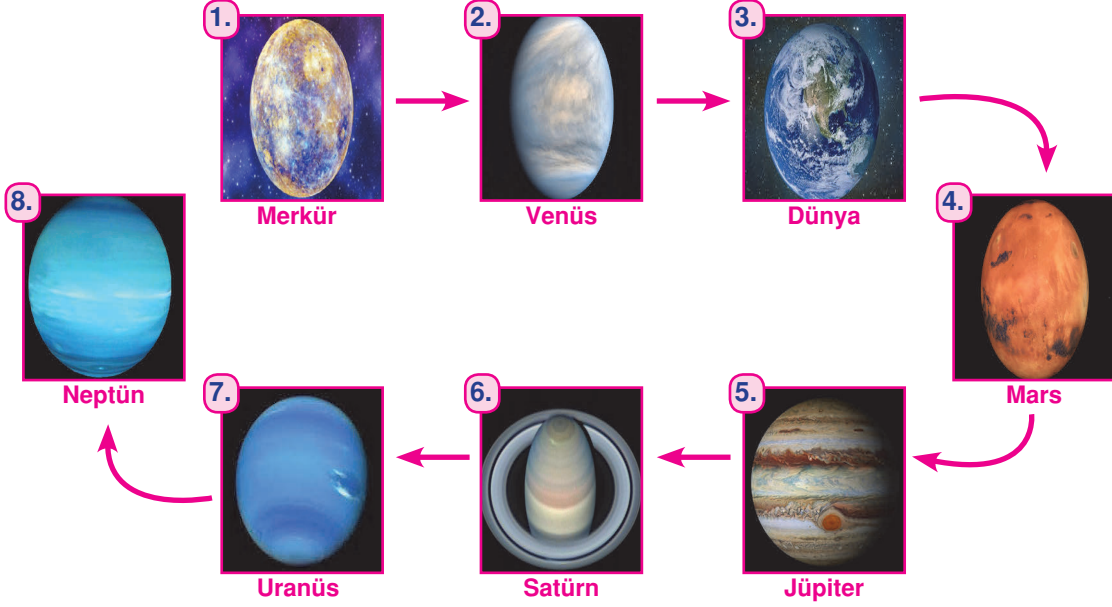 1.
Merkür
2.
Venüs
3.
Dünya
4.
Mars
5.
Jüpiter
6.
Satürn
7.
Uranüs
8.
Neptün